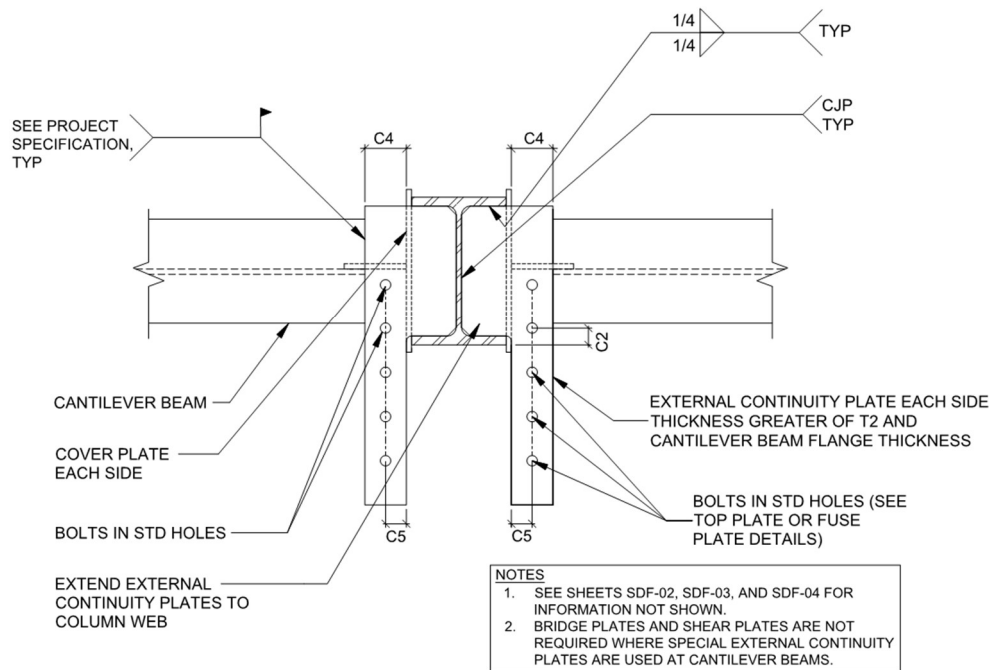 1/4
1/4
TYP
CJP
TYP
SEE PROJECT
SPECIFICATION,
TYP
C4
C4
C2
CANTILEVER BEAM
COVER PLATE
EACH SIDE
BOLTS IN STD HOLES
EXTEND EXTERNAL
CONTINUITY PLATES TO
COLUMN WEB
C5
C5
EXTERNAL CONTINUITY PLATE EACH SIDE
THICKNESS GREATER OF T2 AND
CANTILEVER BEAM FLANGE THICKNESS
BOLTS IN STD HOLES (SEE
TOP PLATE OR FUSE
PLATE DETAILS)
NOTES
1. SEE SHEETS SDF-02, SDF-03, AND SDF-04 FOR
INFORMATION NOT SHOWN.
2. BRIDGE PLATES AND SHEAR PLATES ARE NOT
REQUIRED WHERE SPECIAL EXTERNAL CONTINUITY
PLATES ARE USED AT CANTILEVER BEAMS.